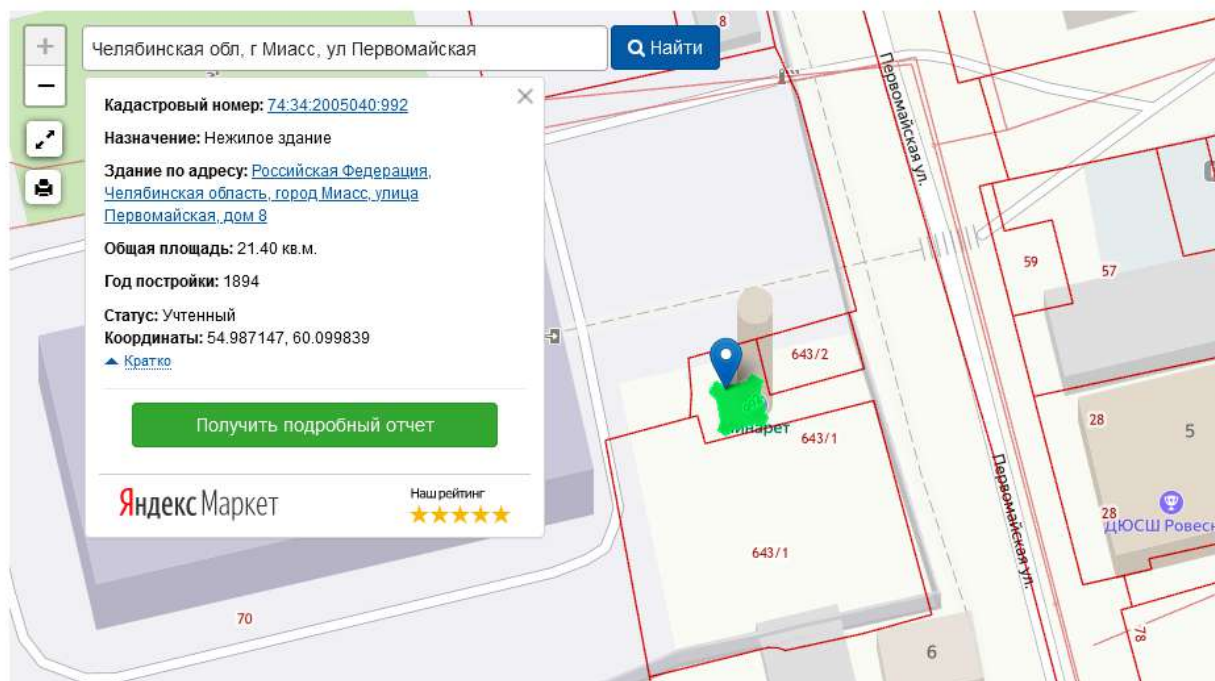 +
Челябинская обл, г Миасс, ул Первомайская
Найти
−
Кадастровый номер: 74:34:2005040:992
Назначение: Нежилое здание
Здание по адресу: Российская Федерация,
Челябинская область, город Миасс, улица
Первомайская, дом 8
Общая площадь: 21.40 кв.м.
Год постройки: 1894
Статус: Учтенный
Координаты: 54.987147, 60.099839
Кратко
Получить подробный отчет
Яндекс Маркет
Наш рейтинг
8
Первомайская ул.
59
57
643/2
643/1
28
5
Первомайская ул.
28
ДЮСШ Ровесн
643/1
70
6
78